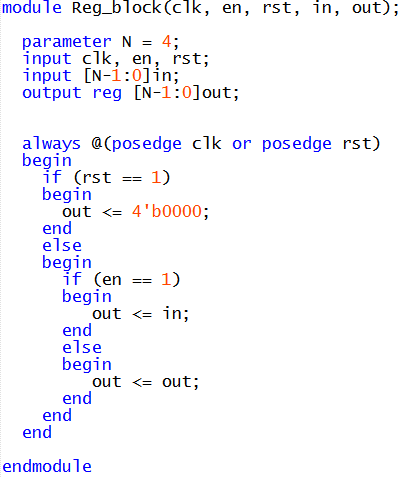 module Reg_block(clk, en, rst, in, out);
parameter N = 4;
input clk, en, rst;
input [N-1:0]in;
output reg [N-1:0]out;
always @(posedge clk or posedge rst)
begin
if (rst == 1)
begin
out <= 4'b0000;
end
else
begin
if (en == 1)
begin
out <= in;
end
else
begin
out <= out;
end
end
end
endmodule